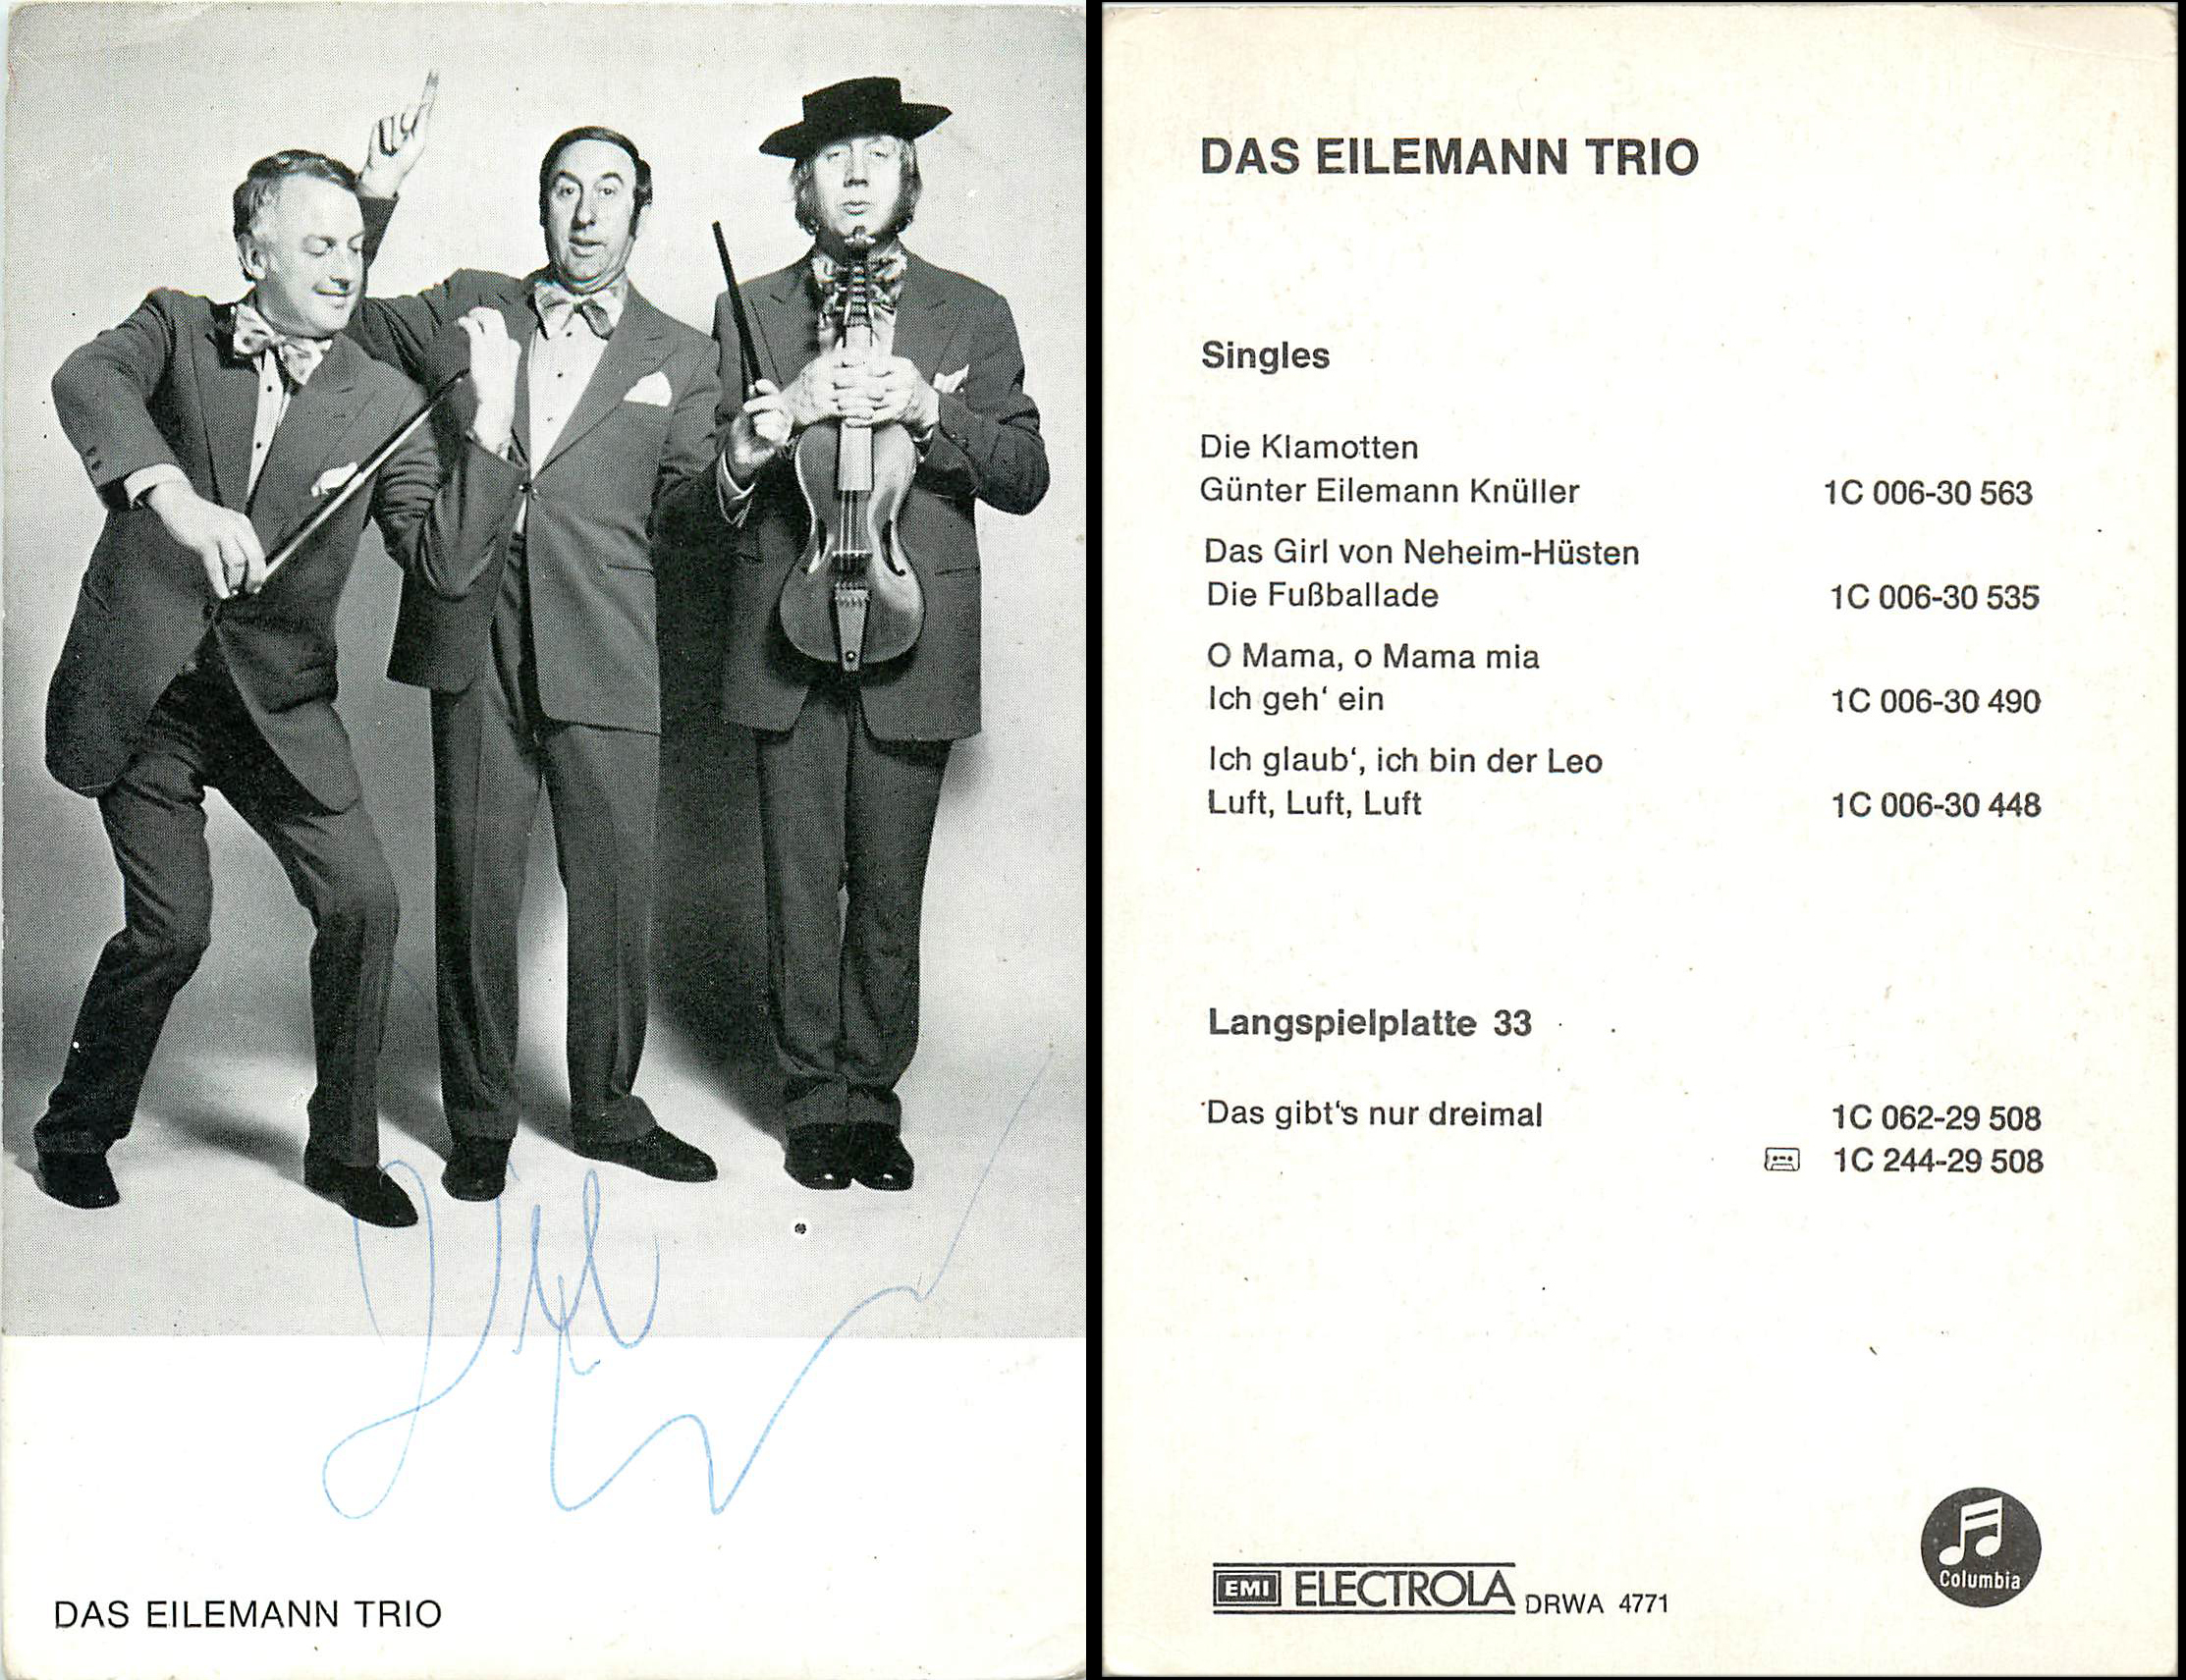 DAS EILEMANN TRIO
DAS EILEMANN TRIO
Singles
Die Klamotten
Günter Eilemann Knüller 1C 006-30 563
Das Girl von Neheim-Hüsten
Die Fußballade 1C 006-30 535
O Mama, o Mama mia
Ich geh‘ ein 1C 006-30 490
Ich glaub‘, ich bin der Leo
Luft, Luft, Luft 1C 006-30 448
Langspielplatte 33
Das gibt‘s nur dreimal 1C 062-29 508
1C 244-29 508
EMI ELECTROLA DRWA 4771
Columbia